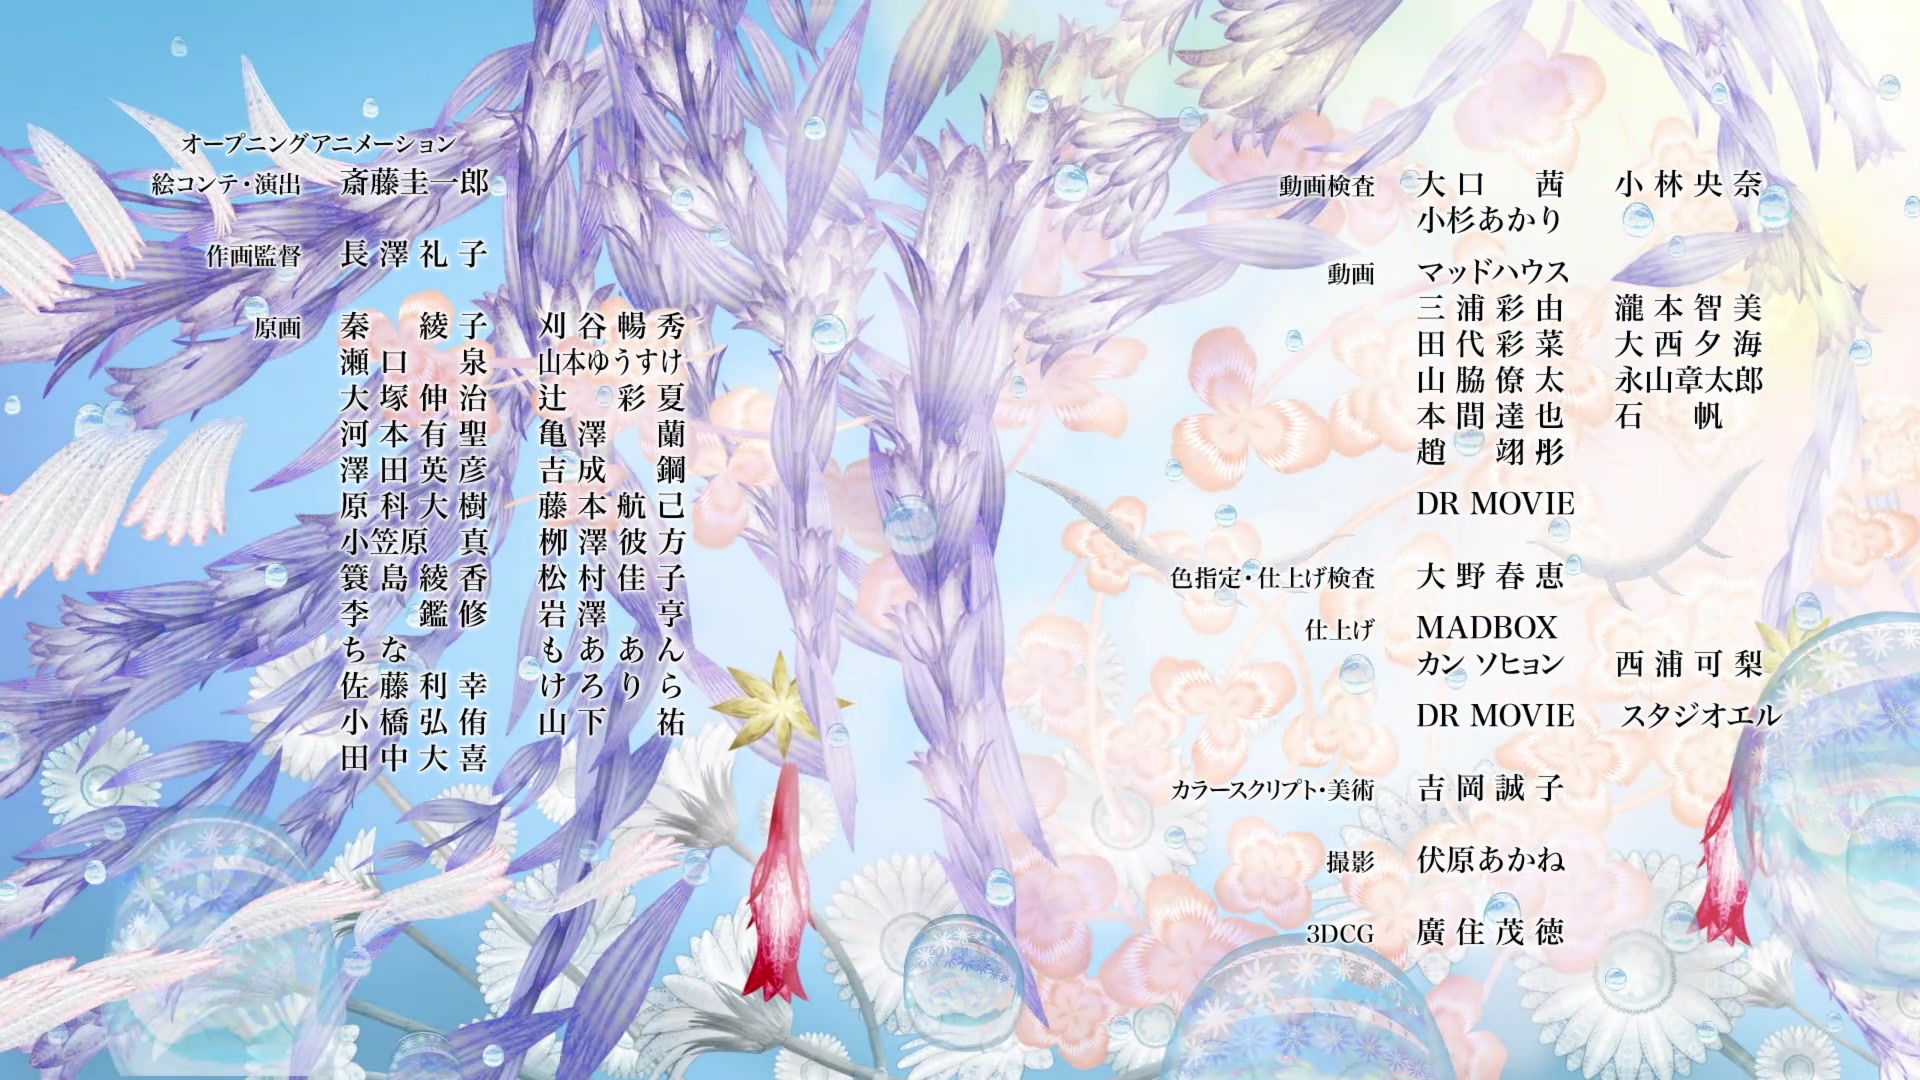 オープニングアニメーション
絵コンテ・演出 斎藤圭一郎
作画監督 長澤礼子
原画 秦 綾子 刈谷暢秀
瀬口 泉 山本ゆうすけ
大塚伸治 辻 彩夏
河本有聖 亀澤 蘭
澤田英彦 吉成 鋼
原科大樹 藤本航己
小笠原 真 柳澤彼方
簑島綾香 松村佳子
李 鑑修 岩澤 亨
ちな もああん
佐藤利幸 けろりら
小橋弘侑 山下 祐
田中大喜
動画検査 大口 茜 小林央奈
小杉あかり
動画 マッドハウス
三浦彩由 瀧本智美
田代彩菜 大西夕海
山脇僚太 永山章太郎
本間達也 石 帆
趙 翊彤
DR MOVIE
色指定・仕上げ検査 大野春恵
仕上げ MADBOX
カン ソヒョン 西浦可梨
DR MOVIE スタジオエル
カラースクリプト・美術 吉岡誠子
撮影 伏原あかね
3DCG 廣住茂徳